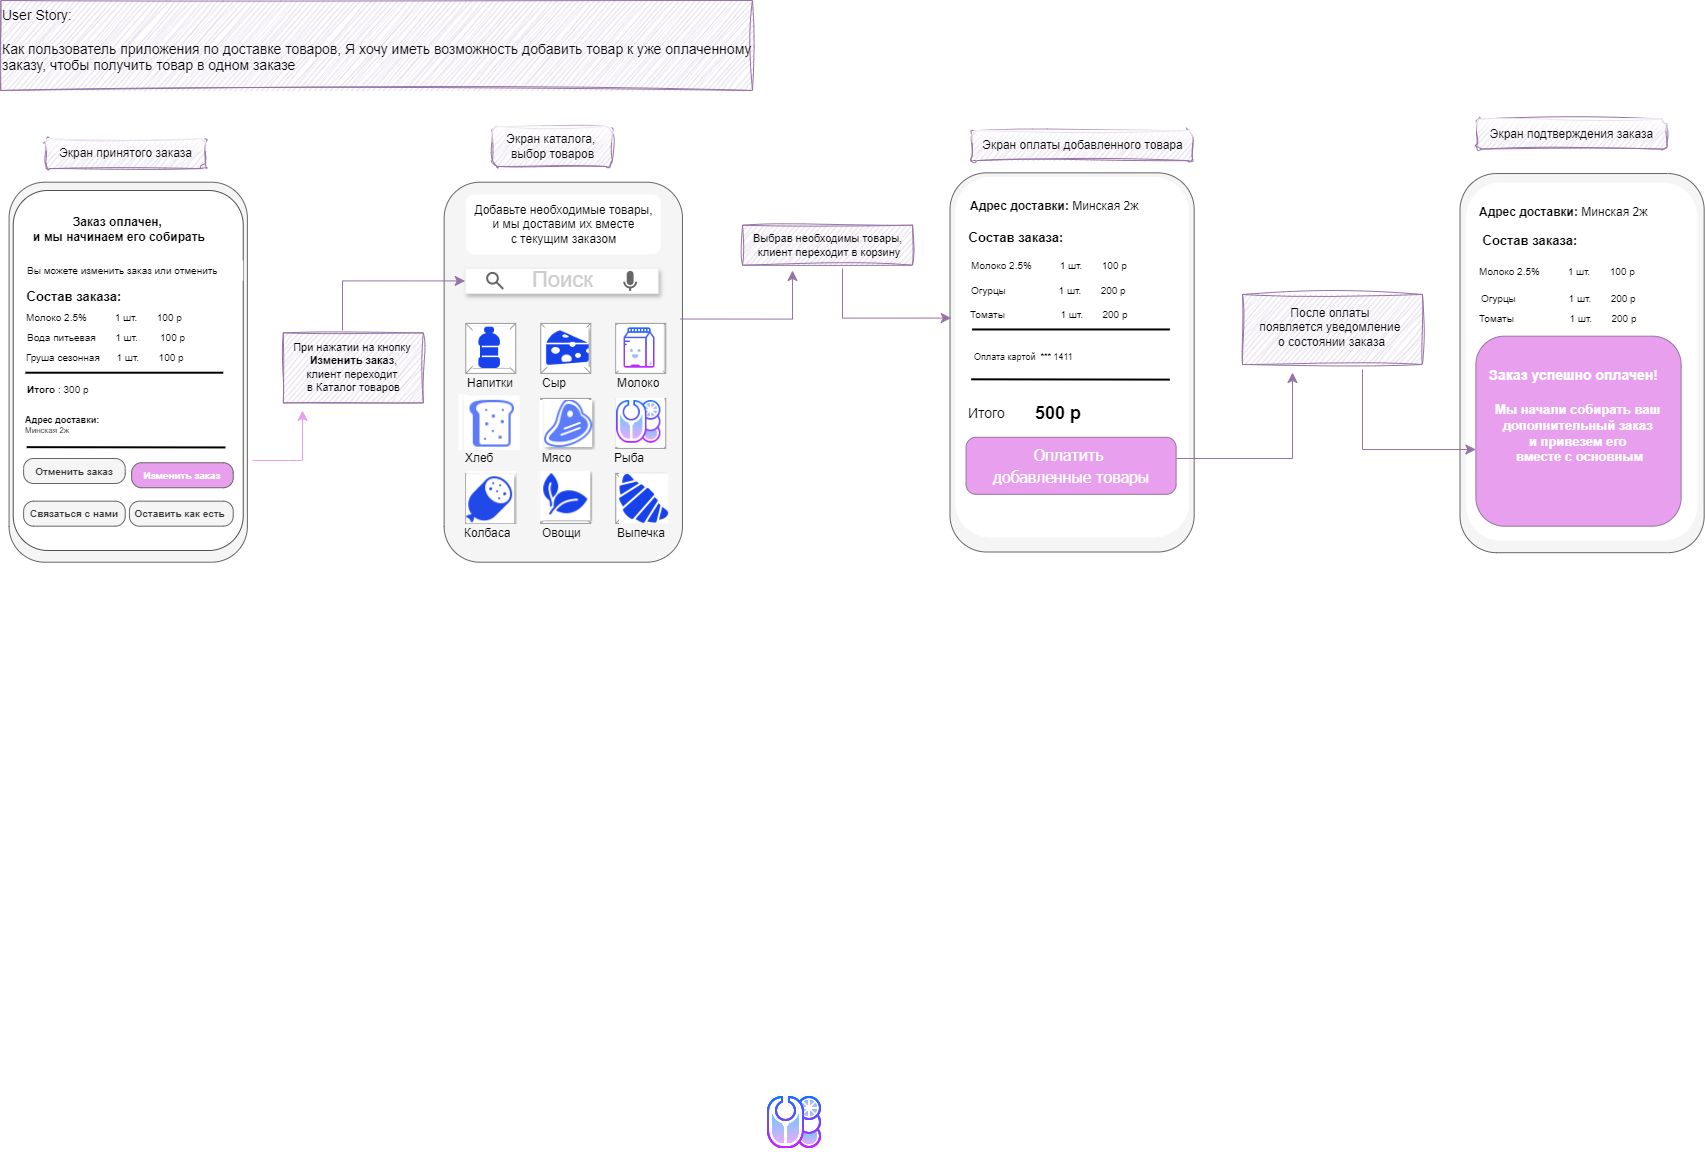 User Story:
Как пользователь приложения по доставке товаров, Я хочу иметь возможность добавить товар к уже оплаченному
заказу, чтобы получить товар в одном заказе
Экран принятого заказа
Заказ оплачен,
и мы начинаем его собирать
Вы можете изменить заказ или отменить
Состав заказа:
Молоко 2.5% 1 шт. 100 р
Вода питьевая 1 шт. 100 р
Груша сезонная 1 шт. 100 р
Итого : 300 р
Адрес доставки:
Минская 2ж
Отменить заказ
Изменить заказ
Связаться с нами
Оставить как есть
При нажатии на кнопку
Изменить заказ,
клиент переходит
в Каталог товаров
Экран каталога,
выбор товаров
Добавьте необходимые товары,
и мы доставим их вместе
с текущим заказом
Поиск
Напитки
Сыр
Молоко
Хлеб
Мясо
Рыба
Колбаса
Овощи
Выпечка
Выбрав необходимы товары,
клиент переходит в корзину
Экран оплаты добавленного товара
Адрес доставки: Минская 2ж
Состав заказа:
Молоко 2.5% 1 шт. 100 р
Огурцы 1 шт. 200 р
Томаты 1 шт. 200 р
Оплата картой *** 1411
Итого 500 р
Оплатить
добавленные товары
После оплаты
появляется уведомление
о состоянии заказа
Экран подтверждения заказа
Адрес доставки: Минская 2ж
Состав заказа:
Молоко 2.5% 1 шт. 100 р
Огурцы 1 шт. 200 р
Томаты 1 шт. 200 р
Заказ успешно оплачен!
Мы начали собирать ваш
дополнительный заказ
и привезем его
вместе с основным